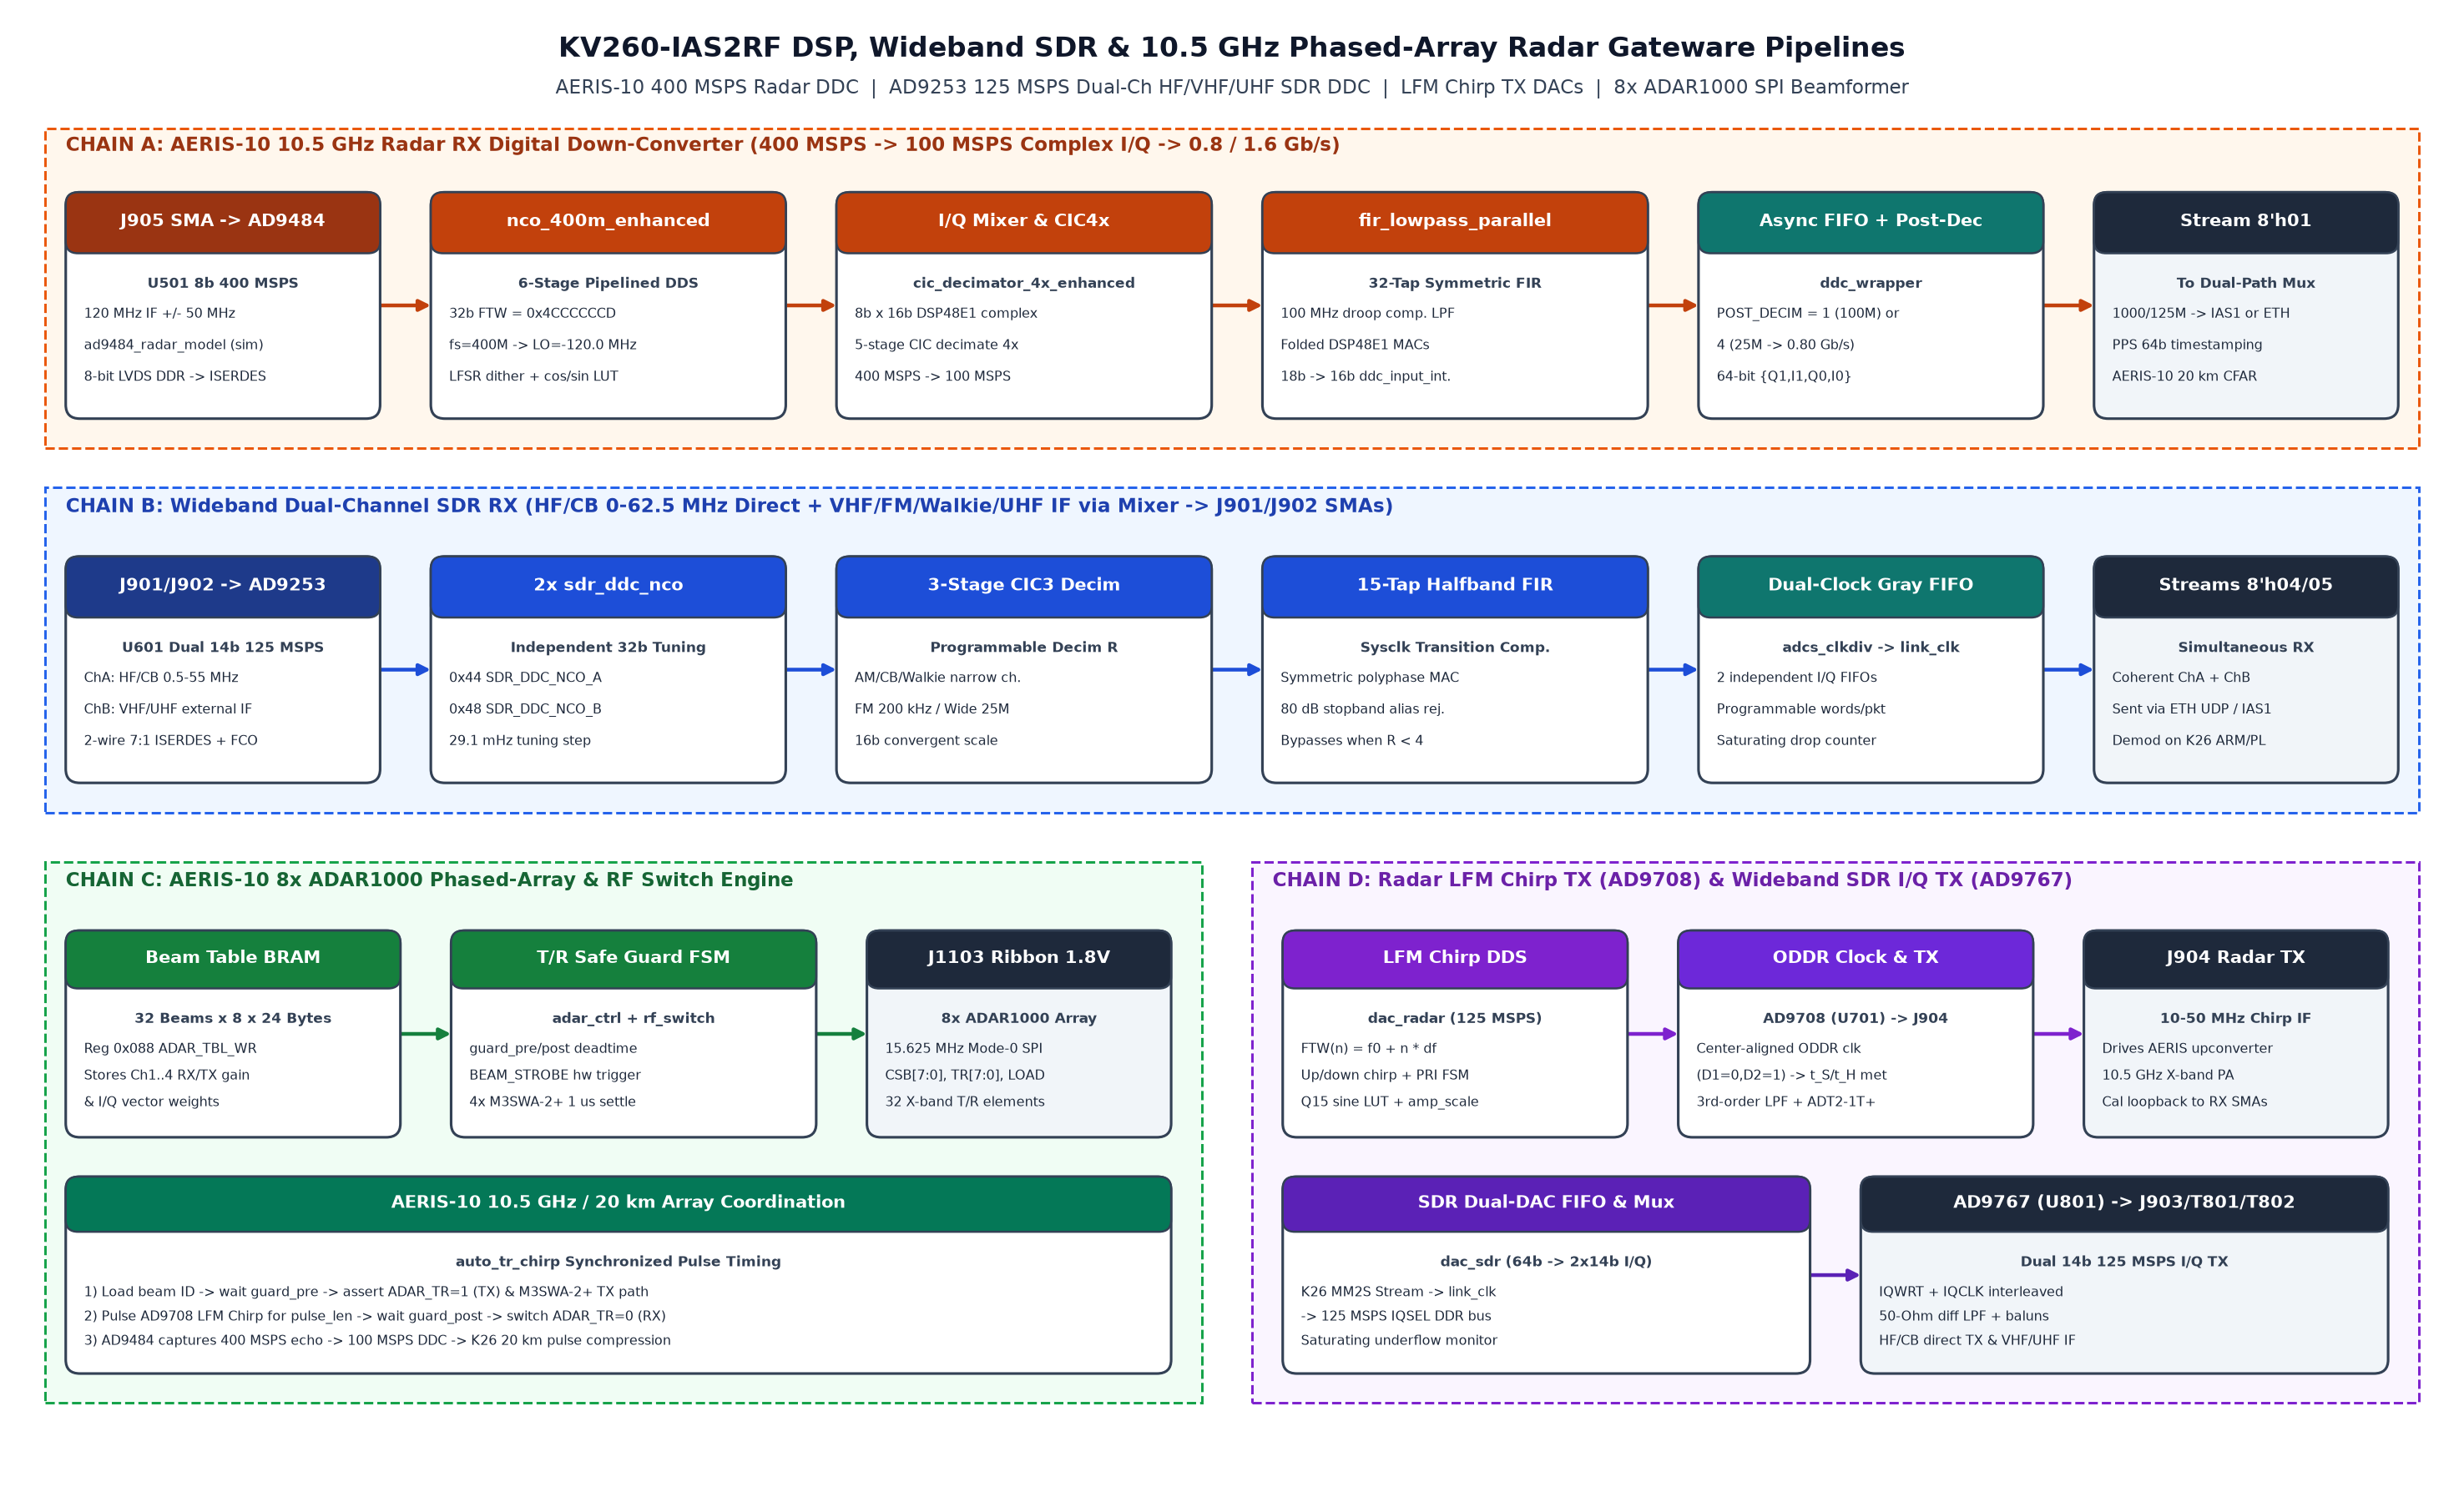 KV260-IAS2RF DSP, Wideband SDR & 10.5 GHz Phased-Array Radar Gateware Pipelines
AERIS-10 400 MSPS Radar DDC | AD9253 125 MSPS Dual-Ch HF/VHF/UHF SDR DDC | LFM Chirp TX DACs | 8x ADAR1000 SPI Beamformer
CHAIN A: AERIS-10 10.5 GHz Radar RX Digital Down-Converter (400 MSPS -> 100 MSPS Complex I/Q -> 0.8 / 1.6 Gb/s)
J905 SMA -> AD9484
U501 8b 400 MSPS
120 MHz IF +/- 50 MHz
ad9484_radar_model (sim)
8-bit LVDS DDR -> ISERDES
nco_400m_enhanced
6-Stage Pipelined DDS
32b FTW = 0x4CCCCCCD
fs=400M -> LO=-120.0 MHz
LFSR dither + cos/sin LUT
I/Q Mixer & CIC4x
cic_decimator_4x_enhanced
8b x 16b DSP48E1 complex
5-stage CIC decimate 4x
400 MSPS -> 100 MSPS
fir_lowpass_parallel
32-Tap Symmetric FIR
100 MHz droop comp. LPF
Folded DSP48E1 MACs
18b -> 16b ddc_input_int.
Async FIFO + Post-Dec
ddc_wrapper
POST_DECIM = 1 (100M) or
4 (25M -> 0.80 Gb/s)
64-bit {Q1,I1,Q0,I0}
Stream 8'h01
To Dual-Path Mux
1000/125M -> IAS1 or ETH
PPS 64b timestamping
AERIS-10 20 km CFAR
CHAIN B: Wideband Dual-Channel SDR RX (HF/CB 0-62.5 MHz Direct + VHF/FM/Walkie/UHF IF via Mixer -> J901/J902 SMAs)
J901/J902 -> AD9253
U601 Dual 14b 125 MSPS
ChA: HF/CB 0.5-55 MHz
ChB: VHF/UHF external IF
2-wire 7:1 ISERDES + FCO
2x sdr_ddc_nco
Independent 32b Tuning
0x44 SDR_DDC_NCO_A
0x48 SDR_DDC_NCO_B
29.1 mHz tuning step
3-Stage CIC3 Decim
Programmable Decim R
AM/CB/Walkie narrow ch.
FM 200 kHz / Wide 25M
16b convergent scale
15-Tap Halfband FIR
Sysclk Transition Comp.
Symmetric polyphase MAC
80 dB stopband alias rej.
Bypasses when R < 4
Dual-Clock Gray FIFO
adcs_clkdiv -> link_clk
2 independent I/Q FIFOs
Programmable words/pkt
Saturating drop counter
Streams 8'h04/05
Simultaneous RX
Coherent ChA + ChB
Sent via ETH UDP / IAS1
Demod on K26 ARM/PL
CHAIN C: AERIS-10 8x ADAR1000 Phased-Array & RF Switch Engine
Beam Table BRAM
32 Beams x 8 x 24 Bytes
Reg 0x088 ADAR_TBL_WR
Stores Ch1..4 RX/TX gain
& I/Q vector weights
T/R Safe Guard FSM
adar_ctrl + rf_switch
guard_pre/post deadtime
BEAM_STROBE hw trigger
4x M3SWA-2+ 1 us settle
J1103 Ribbon 1.8V
8x ADAR1000 Array
15.625 MHz Mode-0 SPI
CSB[7:0], TR[7:0], LOAD
32 X-band T/R elements
AERIS-10 10.5 GHz / 20 km Array Coordination
auto_tr_chirp Synchronized Pulse Timing
1) Load beam ID -> wait guard_pre -> assert ADAR_TR=1 (TX) & M3SWA-2+ TX path
2) Pulse AD9708 LFM Chirp for pulse_len -> wait guard_post -> switch ADAR_TR=0 (RX)
3) AD9484 captures 400 MSPS echo -> 100 MSPS DDC -> K26 20 km pulse compression
CHAIN D: Radar LFM Chirp TX (AD9708) & Wideband SDR I/Q TX (AD9767)
LFM Chirp DDS
dac_radar (125 MSPS)
FTW(n) = f0 + n * df
Up/down chirp + PRI FSM
Q15 sine LUT + amp_scale
ODDR Clock & TX
AD9708 (U701) -> J904
Center-aligned ODDR clk
(D1=0,D2=1) -> t_S/t_H met
3rd-order LPF + ADT2-1T+
J904 Radar TX
10-50 MHz Chirp IF
Drives AERIS upconverter
10.5 GHz X-band PA
Cal loopback to RX SMAs
SDR Dual-DAC FIFO & Mux
dac_sdr (64b -> 2x14b I/Q)
K26 MM2S Stream -> link_clk
-> 125 MSPS IQSEL DDR bus
Saturating underflow monitor
AD9767 (U801) -> J903/T801/T802
Dual 14b 125 MSPS I/Q TX
IQWRT + IQCLK interleaved
50-Ohm diff LPF + baluns
HF/CB direct TX & VHF/UHF IF